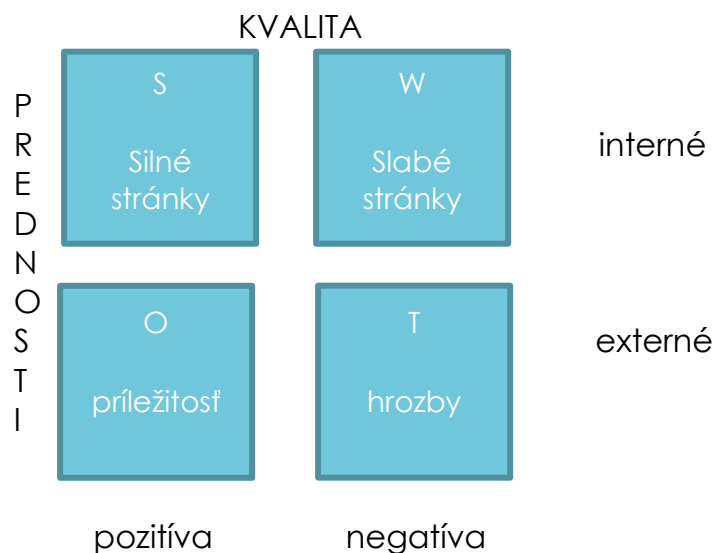 KVALITA
P
R
E
D
N
O
S
T
I
S
Silné
stránky
W
Slabé
stránky
interné
O
príležitosť
T
hrozby
externé
pozitíva
negatíva